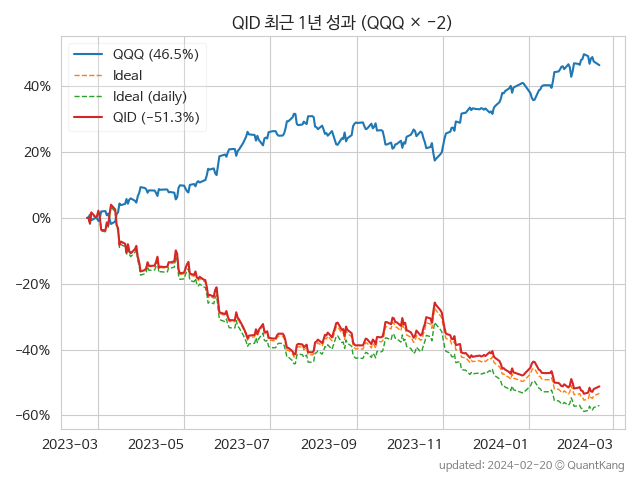 QID 최근 1년 성과 (QQQ × −2)
QQQ (46.5%)
Ideal
Ideal (daily)
QID (−51.3%)
40%
20%
0%
−20%
−40%
−60%
2023-03 2023-05 2023-07 2023-09 2023-11 2024-01 2024-03
updated: 2024-02-20 © QuantKang